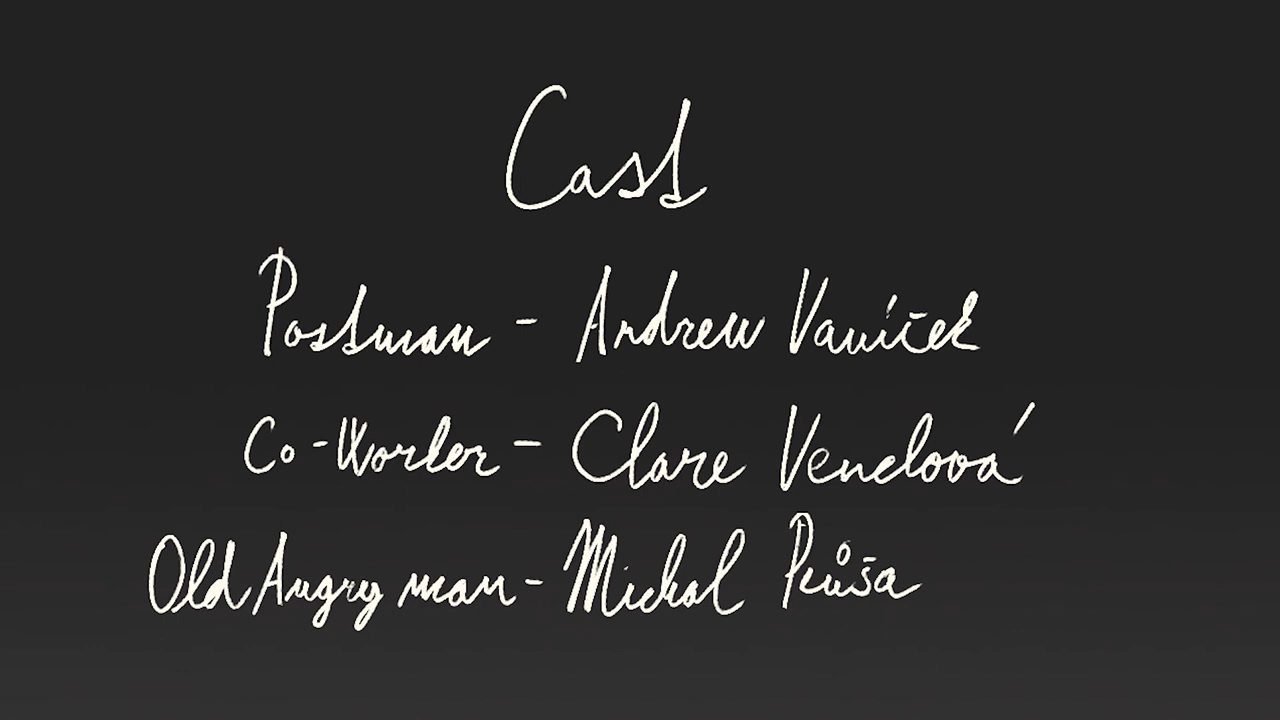 Cast
Postman - Andrew Vaníček
Co-Worker - Clare Venclová
Old Angry man - Michal Průša